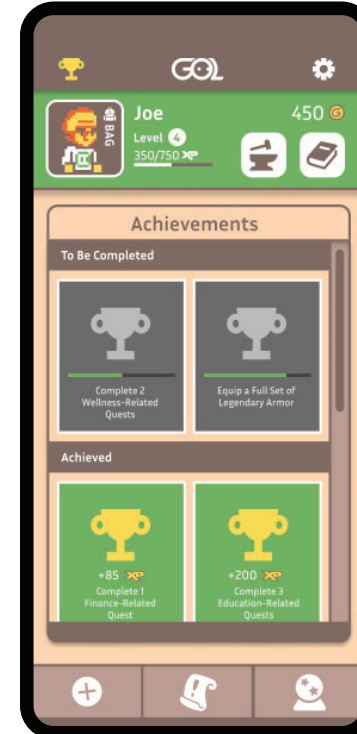 GOL
Joe
450 G
BAG
Level 4
350/750 XP
Achievements
To Be Completed
Complete 2
Wellness-Related
Quests
Equip a Full Set of
Legendary Armor
Achieved
+85 XP
Complete 1
Finance-Related
Quest
+200 XP
Complete 3
Education-Related
Quests